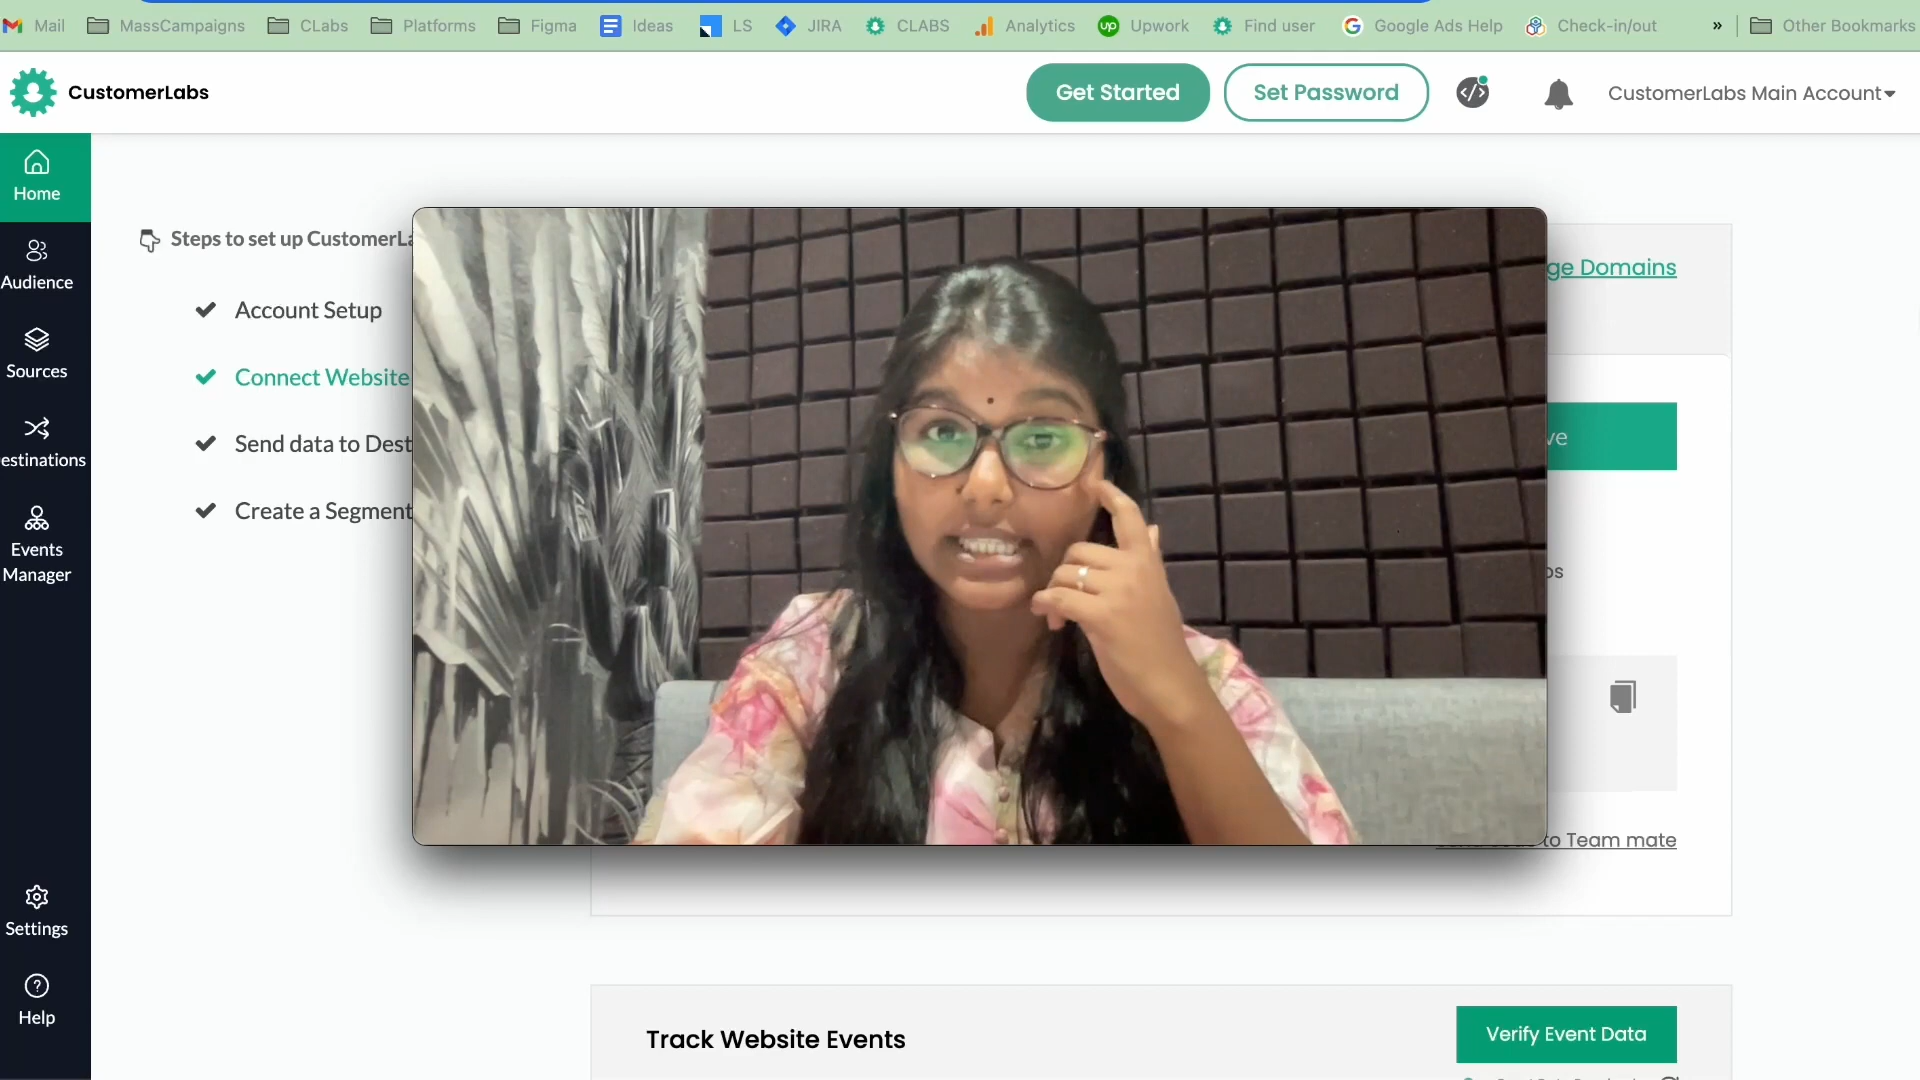 Mail MassCampaigns CLabs Platforms Figma Ideas LS JIRA CLABS Analytics Upwork Find user Google Ads Help Check-in/out » Other Bookmarks
CustomerLabs
Get Started
Set Password
CustomerLabs Main Account
Home
Audience
Sources
estinations
Events
Manager
Settings
Help
Steps to set up CustomerLa
Account Setup
Connect Website
Send data to Dest
Create a Segment
ge Domains
ve
os
to Team mate
Track Website Events
Verify Event Data